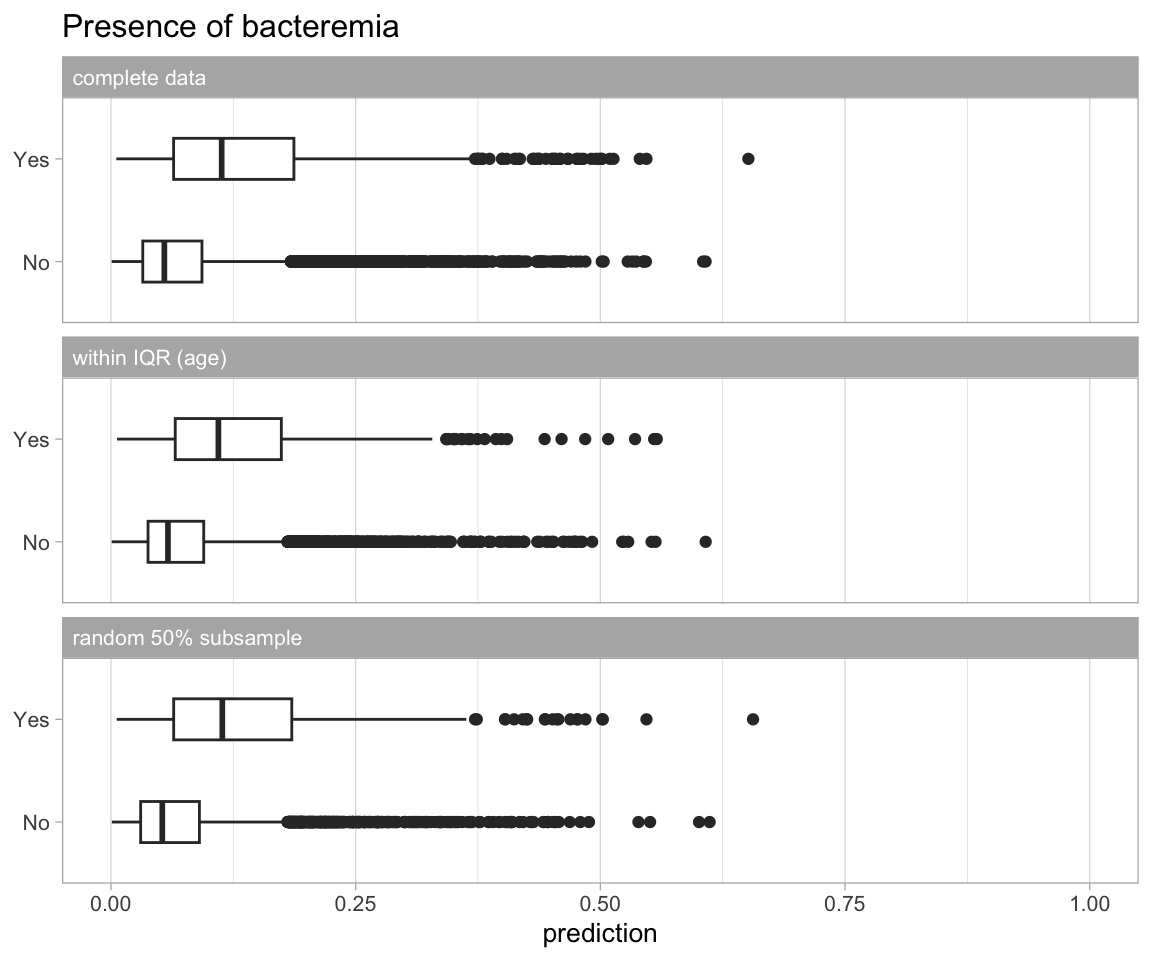 Presence of bacteremia
complete data
Yes
No
within IQR (age)
Yes
No
random 50% subsample
Yes
No
0.00 0.25 0.50 0.75 1.00
prediction